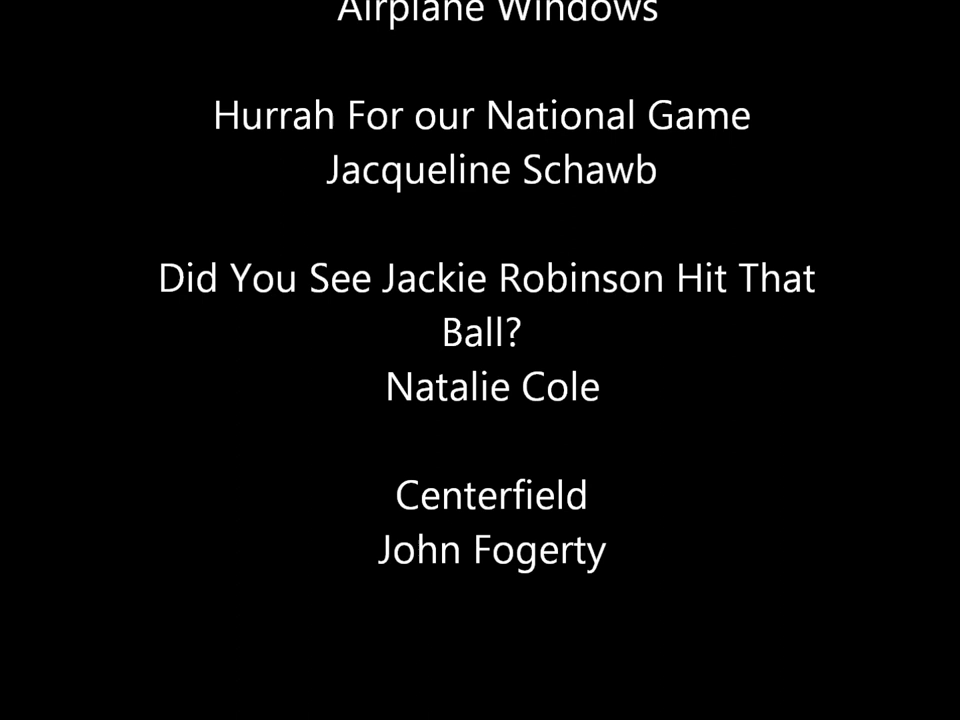 Airplane Windows
Hurrah For our National Game
Jacqueline Schawb
Did You See Jackie Robinson Hit That
Ball?
Natalie Cole
Centerfield
John Fogerty